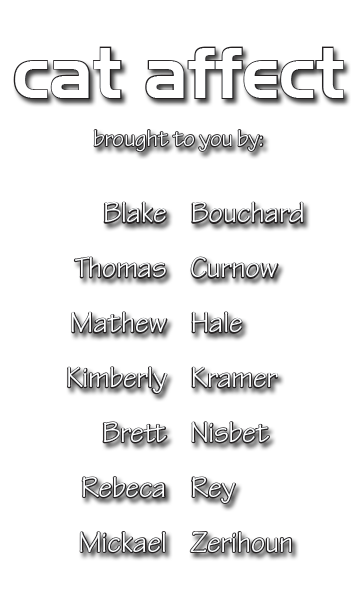 cat affect
brought to you by:
Blake Bouchard
Thomas Curnow
Mathew Hale
Kimberly Kramer
Brett Nisbet
Rebeca Rey
Mickael Zerihoun